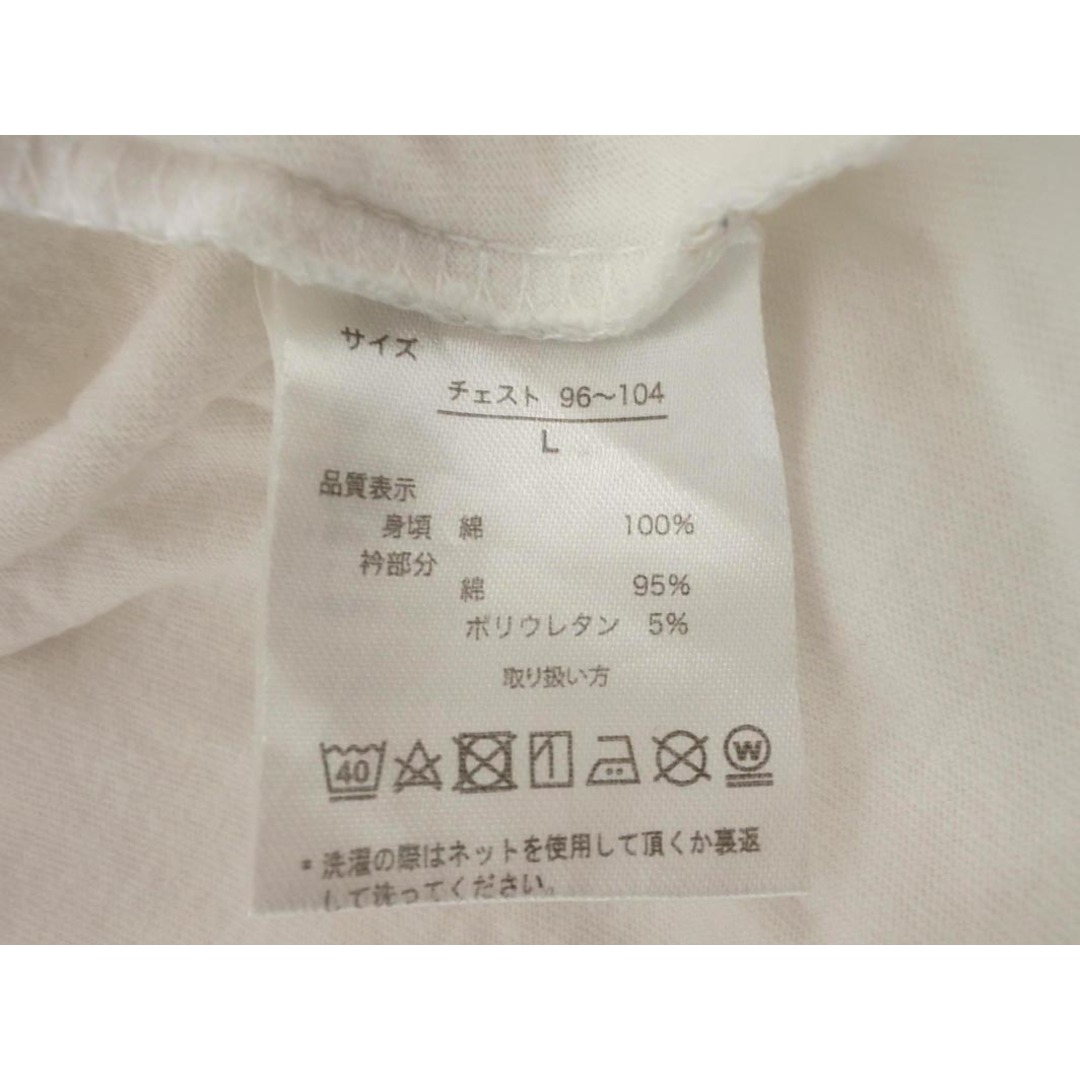 サイズ
チェスト 96〜104
L
品質表示
身頃 綿 100%
衿部分
綿 95%
ポリウレタン 5%
取り扱い方
40 W
* 洗濯の際はネットを使用して頂くか裏返
して洗ってください。